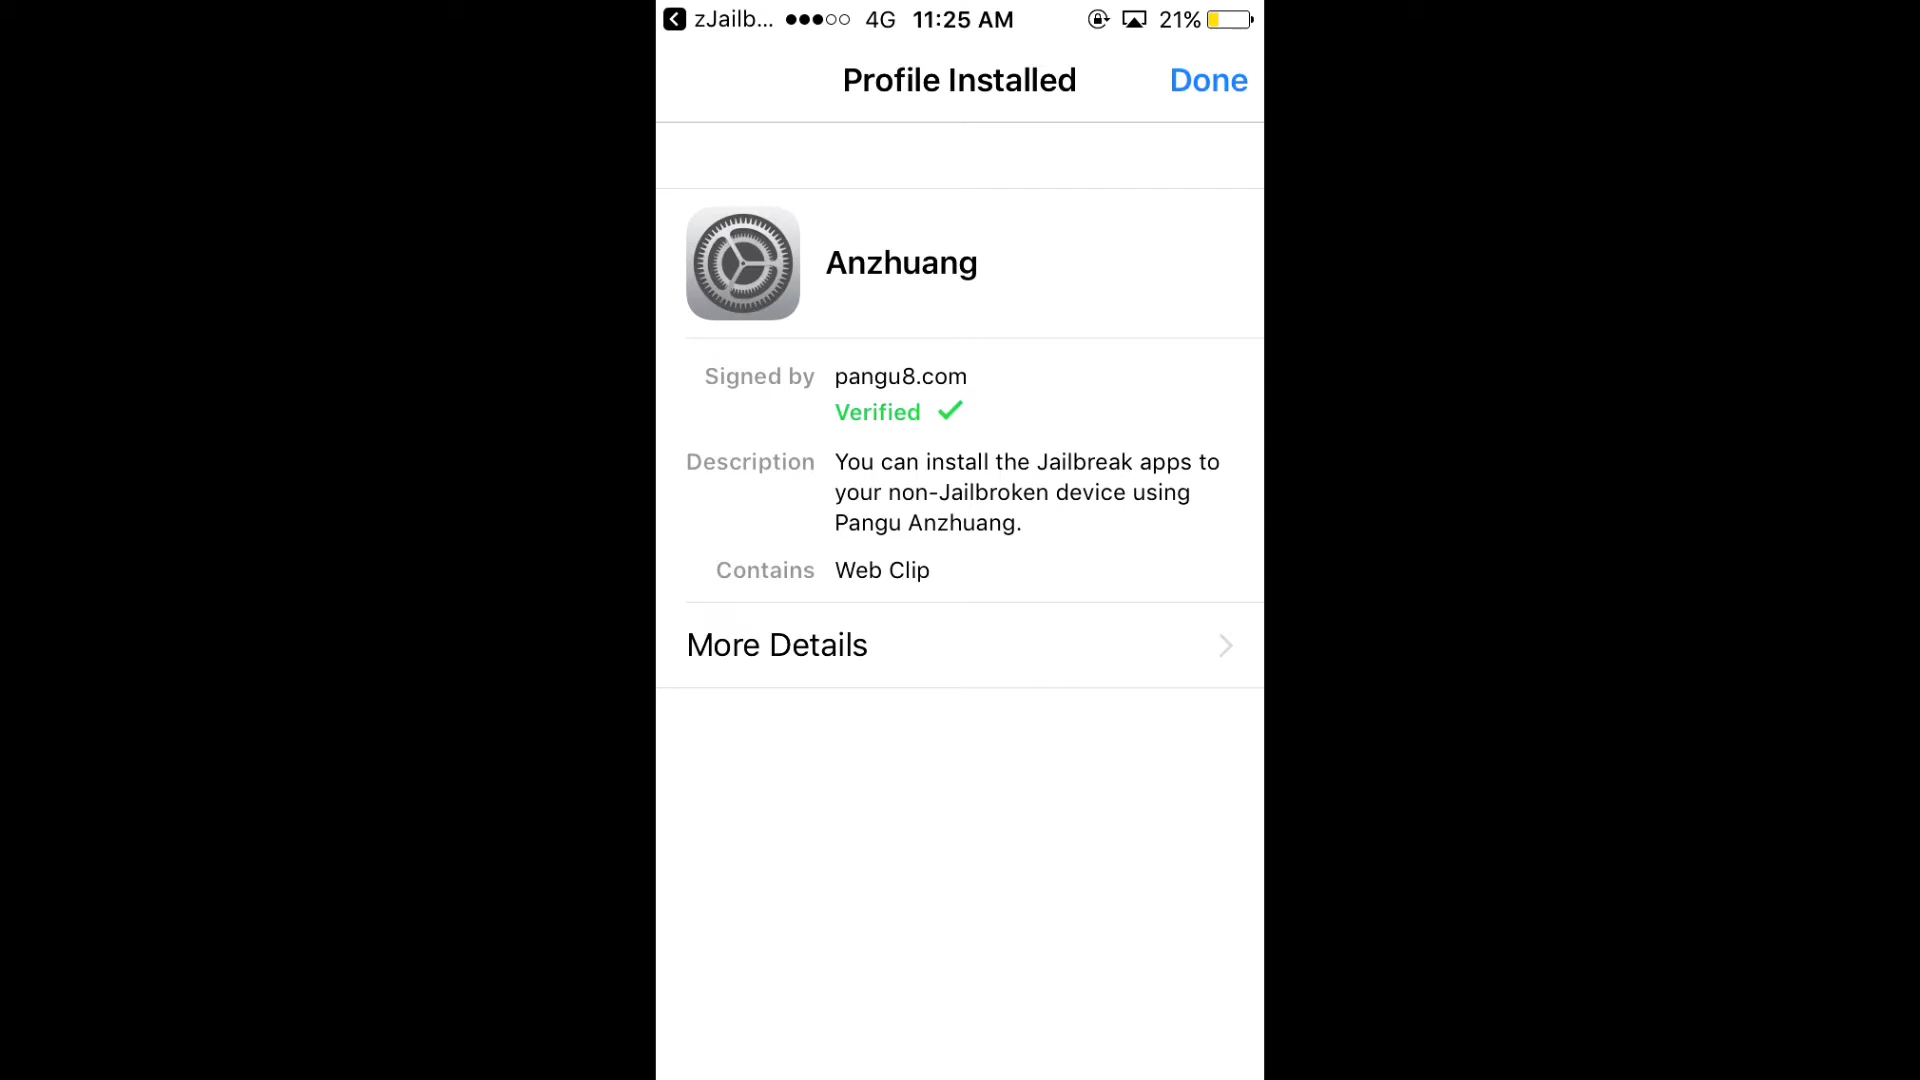 zJailb... 4G 11:25 AM 21%
Profile Installed Done
Anzhuang
Signed by pangu8.com
Verified
Description You can install the Jailbreak apps to
your non-Jailbroken device using
Pangu Anzhuang.
Contains Web Clip
More Details